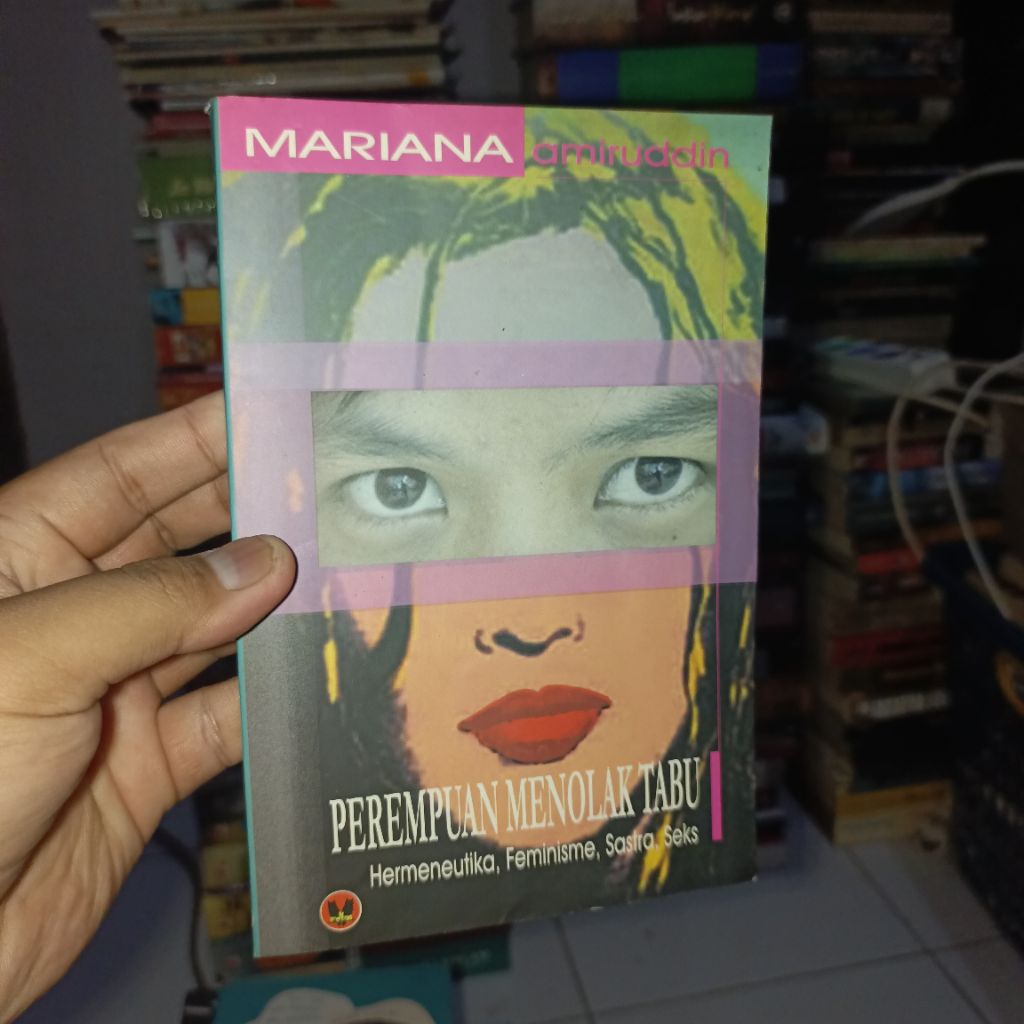 MARIANA amiruddin
PEREMPUAN MENOLAK TABU
Hermeneutika, Feminisme, Sastra, Seks